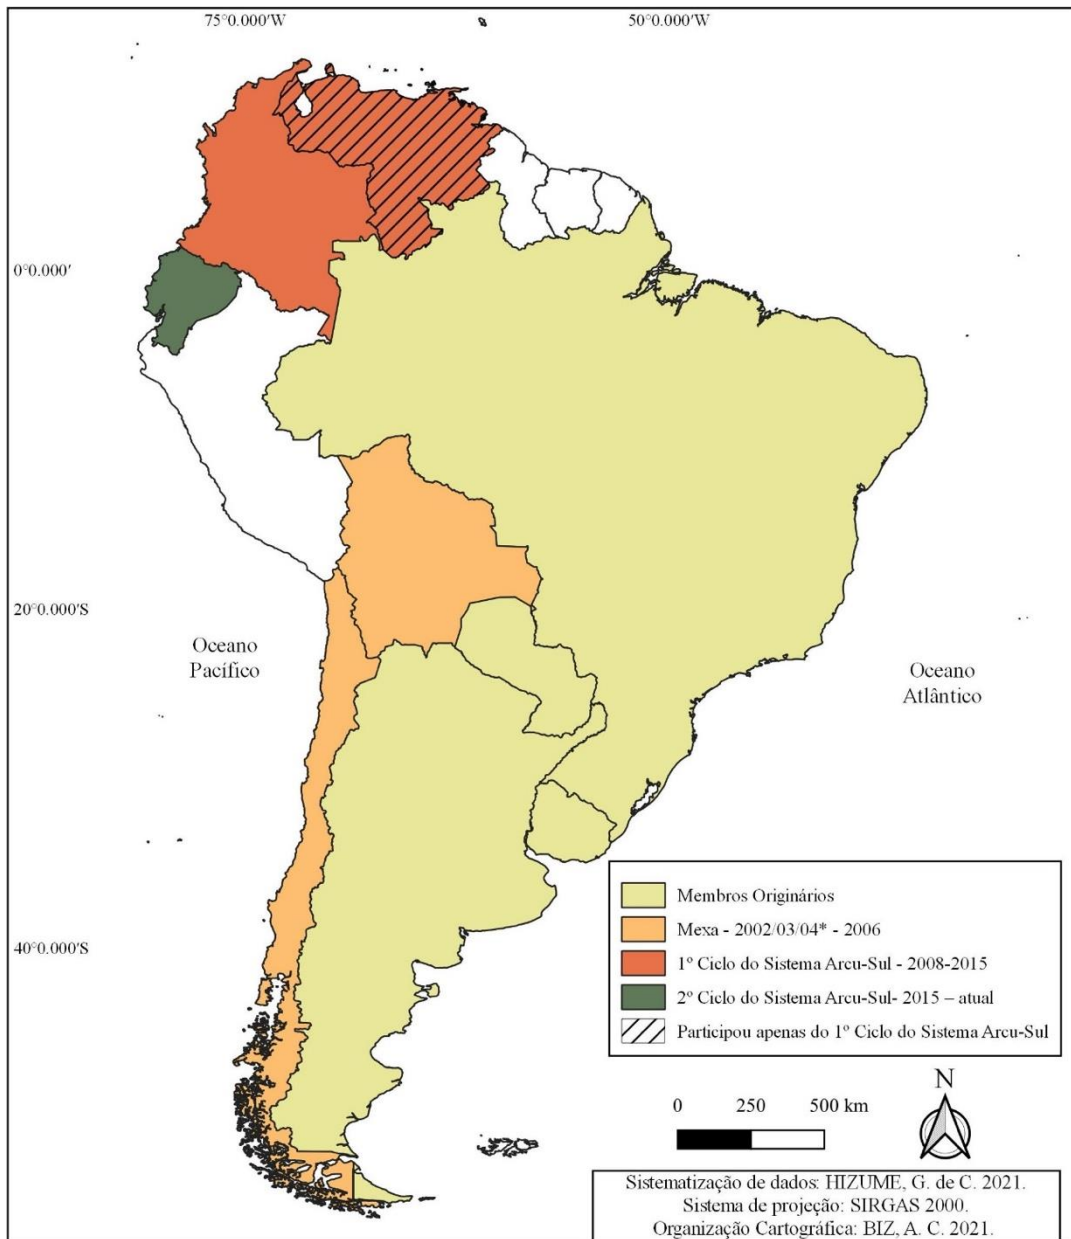 75°0.000'W
50°0.000'W
0°0.000'
20°0.000'S
Oceano
Pacífico
Oceano
Atlântico
40°0.000'S
Membros Originários
Mexa - 2002/03/04* - 2006
1º Ciclo do Sistema Arcu-Sul - 2008-2015
2º Ciclo do Sistema Arcu-Sul- 2015 – atual
Participou apenas do 1º Ciclo do Sistema Arcu-Sul
0 250 500 km
N
Sistematização de dados: HIZUME, G. de C. 2021.
Sistema de projeção: SIRGAS 2000.
Organização Cartográfica: BIZ, A. C. 2021.